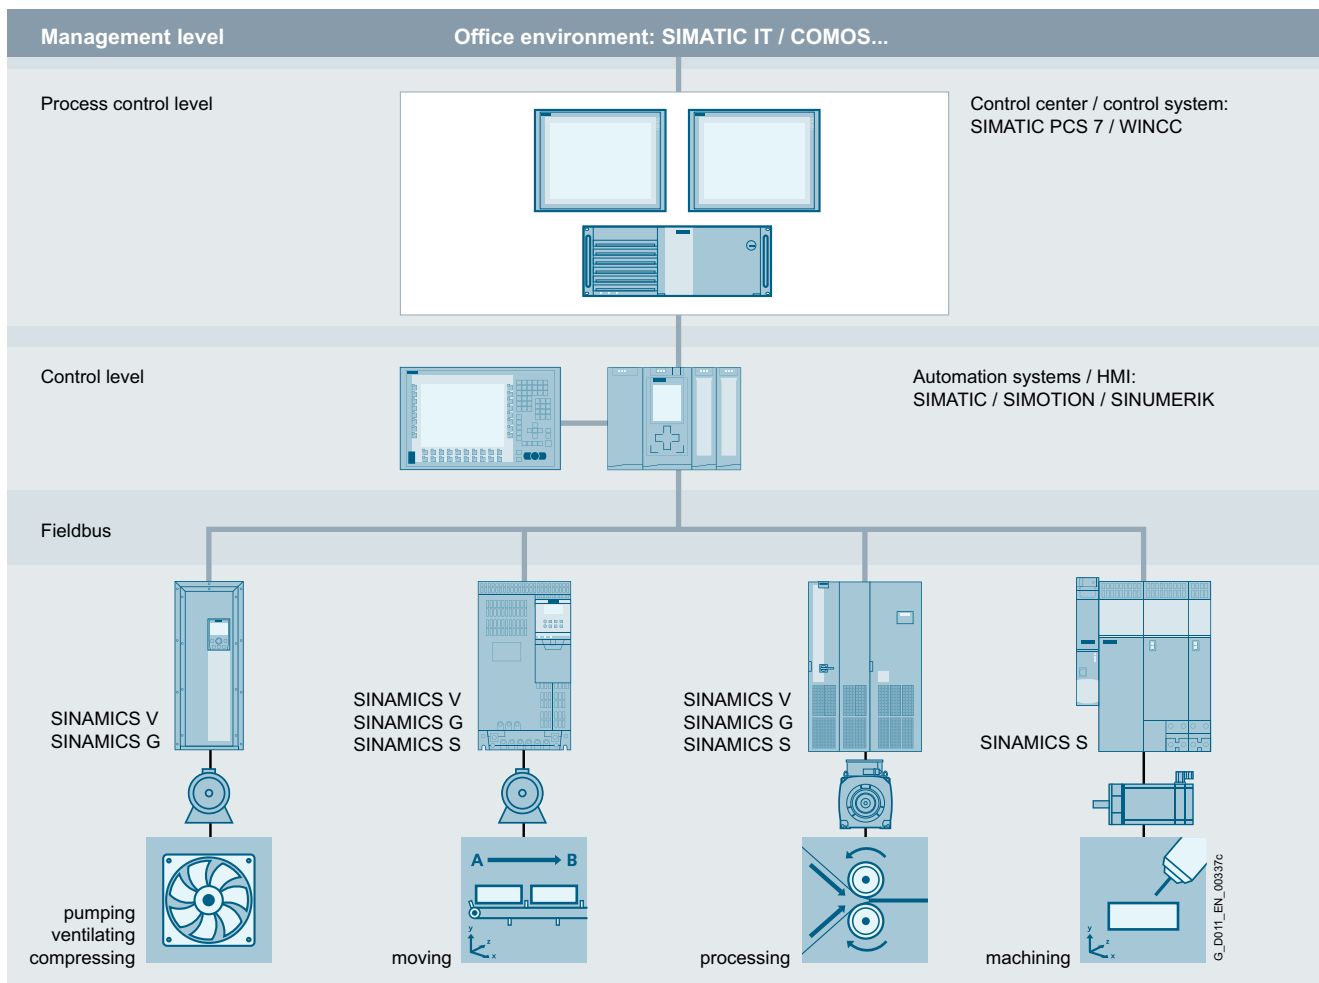 Management level
Office environment: SIMATIC IT / COMOS...
Process control level
Control center / control system:
SIMATIC PCS 7 / WINCC
Control level
Automation systems / HMI:
SIMATIC / SIMOTION / SINUMERIK
Fieldbus
SINAMICS V
SINAMICS G
SINAMICS V
SINAMICS G
SINAMICS S
SINAMICS V
SINAMICS G
SINAMICS S
SINAMICS S
pumping
ventilating
compressing
A B
y
z
x
moving
processing
y
z
x
machining
G_D011_EN_00337c